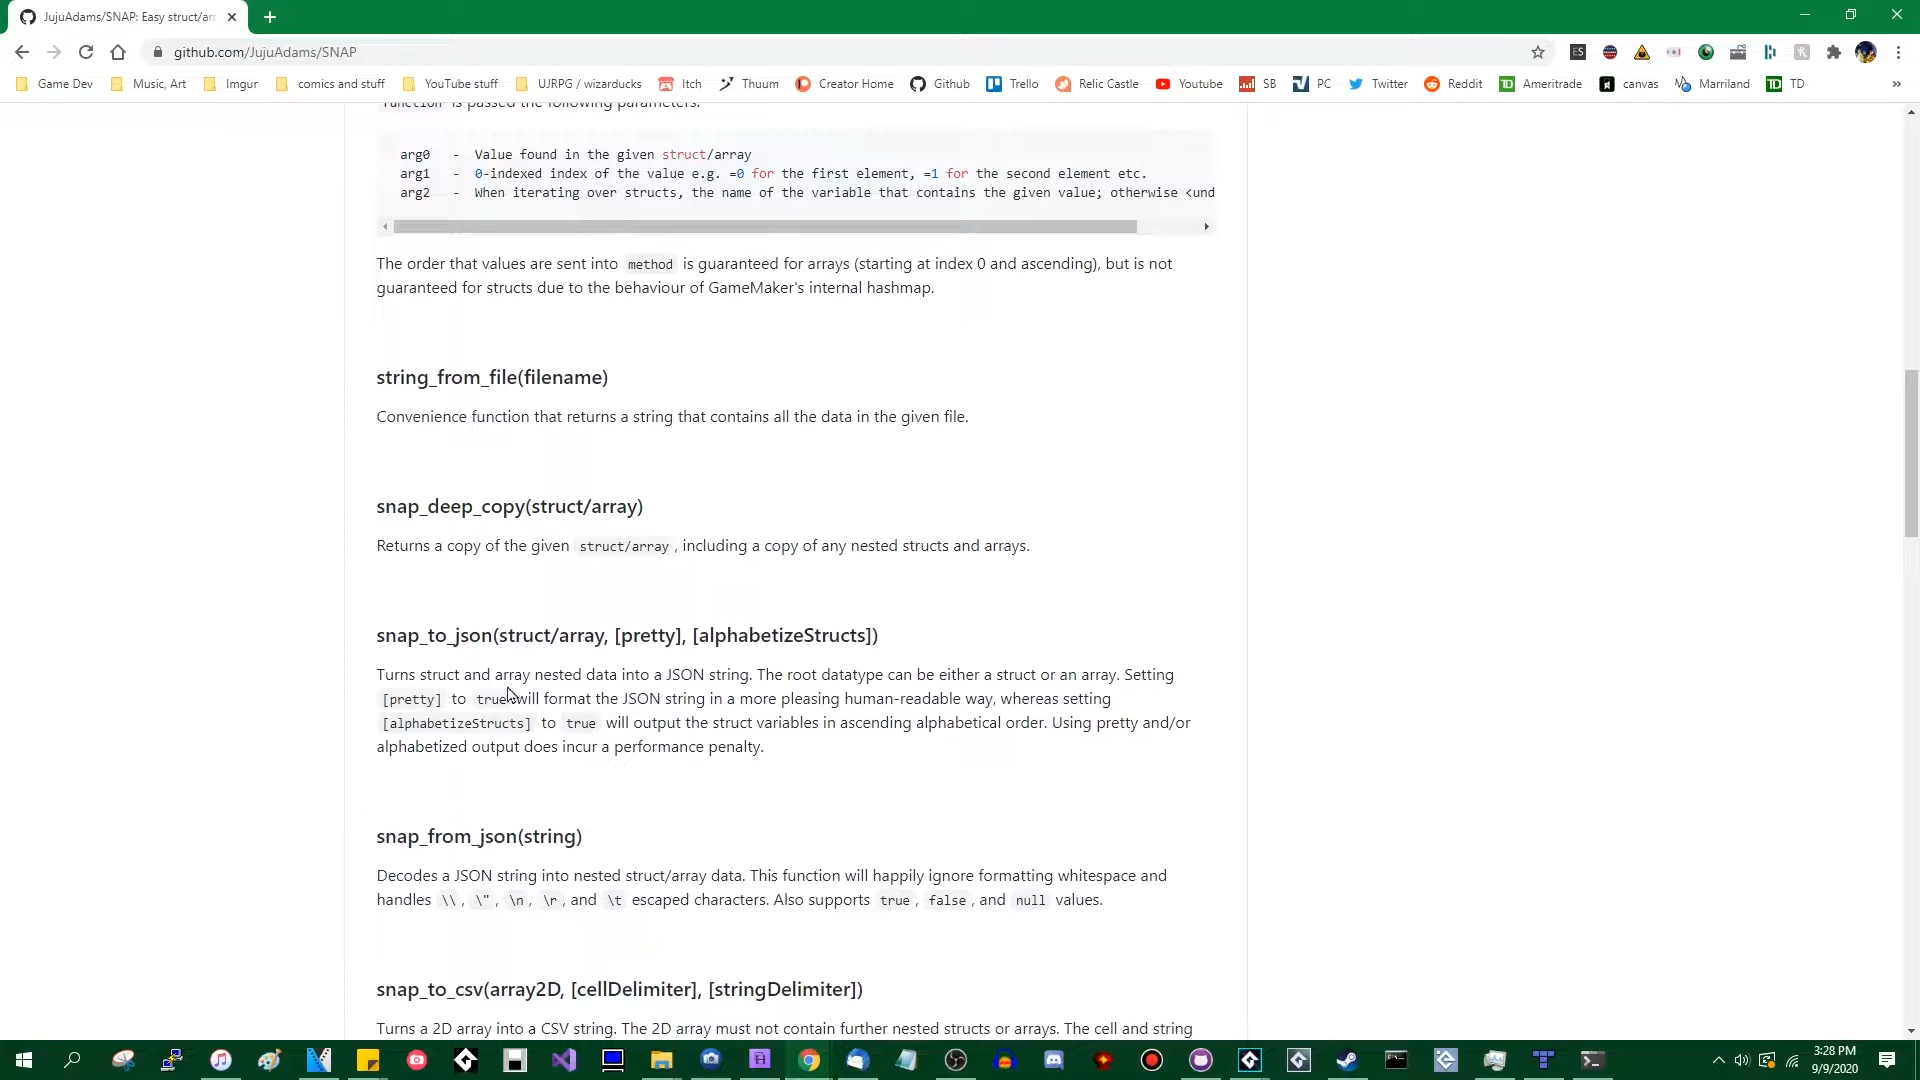 JujuAdams/SNAP: Easy struct/arr
github.com/JujuAdams/SNAP
Game Dev Music, Art Imgur comics and stuff YouTube stuff UJRPG / wizarducks Itch Thuum Creator Home Github Trello Relic Castle Youtube SB PC Twitter Reddit Ameritrade canvas Marriland TD »
function is passed the following parameters:
arg0 - Value found in the given struct/array
arg1 - 0-indexed index of the value e.g. =0 for the first element, =1 for the second element etc.
arg2 - When iterating over structs, the name of the variable that contains the given value; otherwise <und
The order that values are sent into method is guaranteed for arrays (starting at index 0 and ascending), but is not
guaranteed for structs due to the behaviour of GameMaker's internal hashmap.
string_from_file(filename)
Convenience function that returns a string that contains all the data in the given file.
snap_deep_copy(struct/array)
Returns a copy of the given struct/array, including a copy of any nested structs and arrays.
snap_to_json(struct/array, [pretty], [alphabetizeStructs])
Turns struct and array nested data into a JSON string. The root datatype can be either a struct or an array. Setting
[pretty] to true will format the JSON string in a more pleasing human-readable way, whereas setting
[alphabetizeStructs] to true will output the struct variables in ascending alphabetical order. Using pretty and/or
alphabetized output does incur a performance penalty.
snap_from_json(string)
Decodes a JSON string into nested struct/array data. This function will happily ignore formatting whitespace and
handles \\, \", \n, \r, and \t escaped characters. Also supports true, false, and null values.
snap_to_csv(array2D, [cellDelimiter], [stringDelimiter])
Turns a 2D array into a CSV string. The 2D array must not contain further nested structs or arrays. The cell and string
3:28 PM
9/9/2020